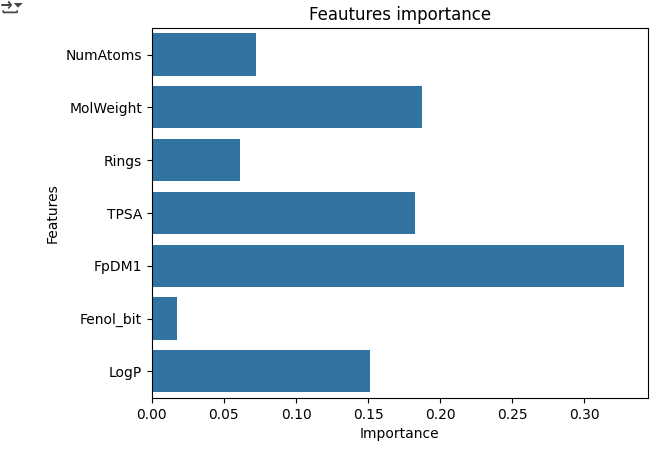 Feautures importance
NumAtoms
MolWeight
Rings
TPSA
FpDM1
Fenol_bit
LogP
Features
0.00 0.05 0.10 0.15 0.20 0.25 0.30
Importance